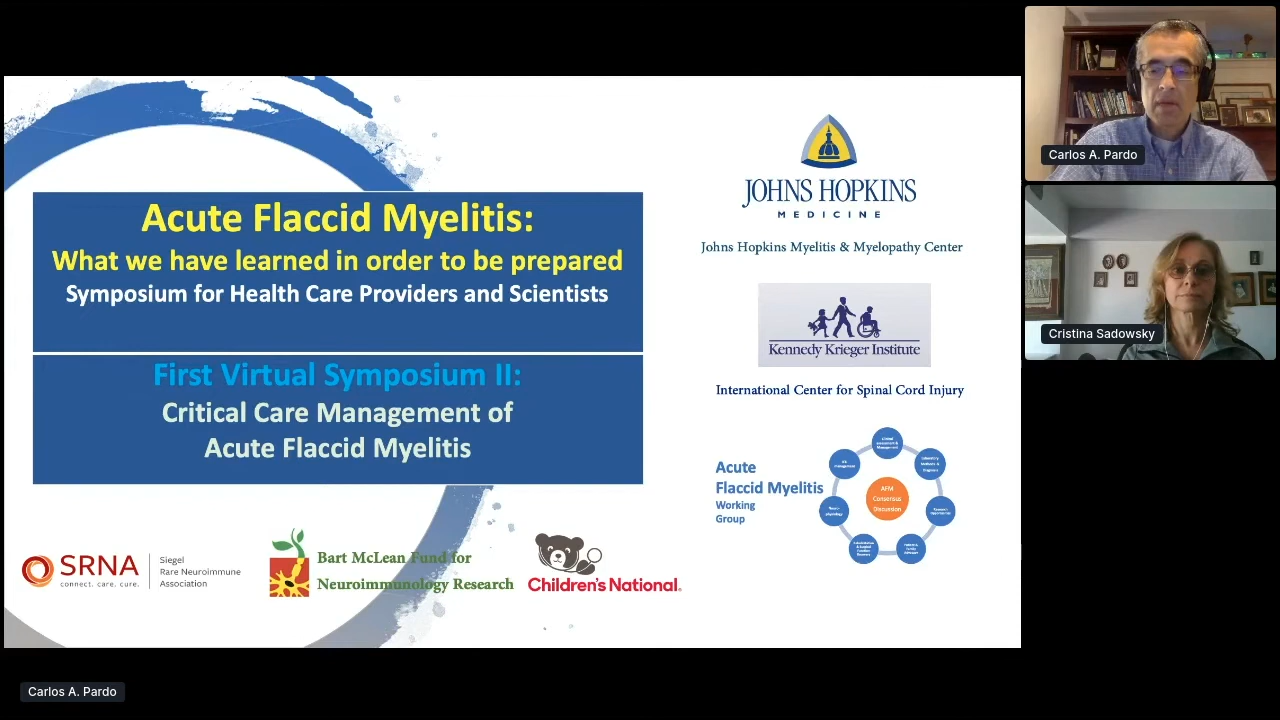 Acute Flaccid Myelitis:
What we have learned in order to be prepared
Symposium for Health Care Providers and Scientists
First Virtual Symposium II:
Critical Care Management of
Acute Flaccid Myelitis
SRNA
connect. care. cure.
Siegel
Rare Neuroimmune
Association
Bart McLean Fund for
Neuroimmunology Research
Children's National
JOHNS HOPKINS
MEDICINE
Johns Hopkins Myelitis & Myelopathy Center
Kennedy Krieger Institute
International Center for Spinal Cord Injury
Acute
Flaccid Myelitis
Working
Group
AFM
Consensus
Discussion
Carlos A. Pardo
Cristina Sadowsky
Carlos A. Pardo